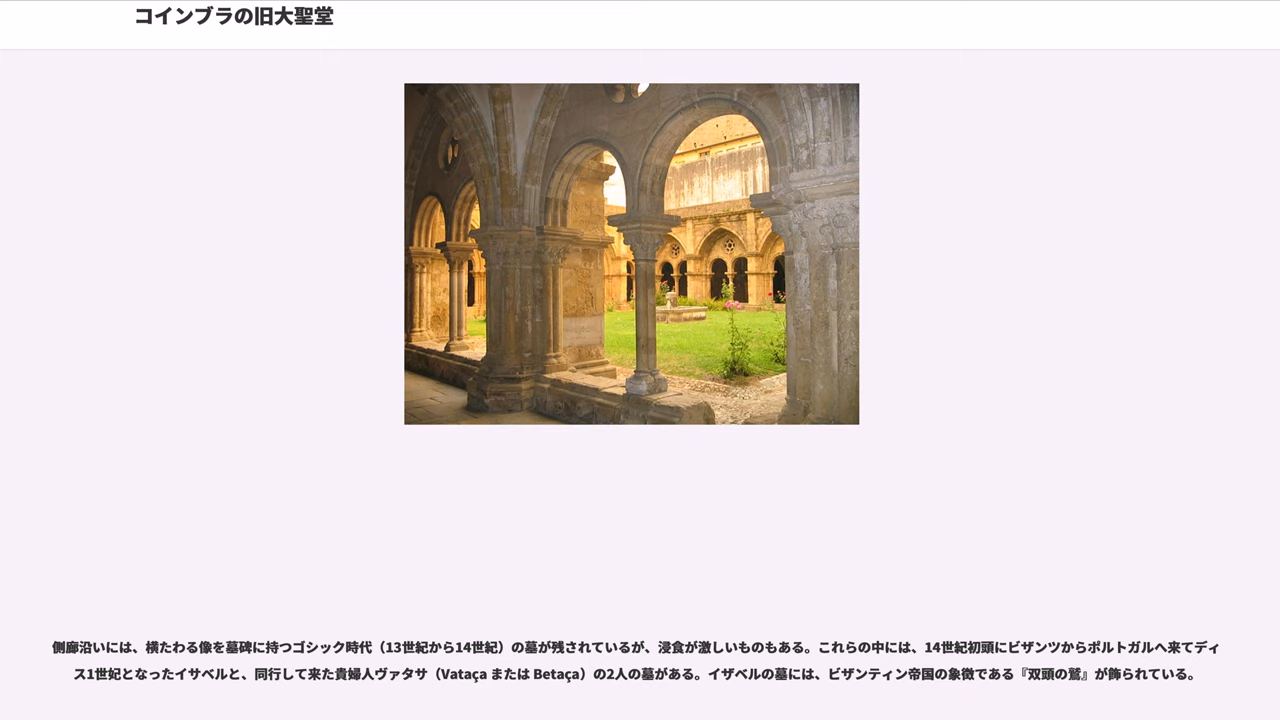 コインブラの旧大聖堂
側廊沿いには、横たわる像を墓碑に持つゴシック時代（13世紀から14世紀）の墓が残されているが、浸食が激しいものもある。これらの中には、14世紀初頭にビザンツからポルトガルへ来てディ
ス1世妃となったイサベルと、同行して来た貴婦人ヴァタサ（Vataça または Betaça）の2人の墓がある。イザベルの墓には、ビザンティン帝国の象徴である『双頭の鷲』が飾られている。